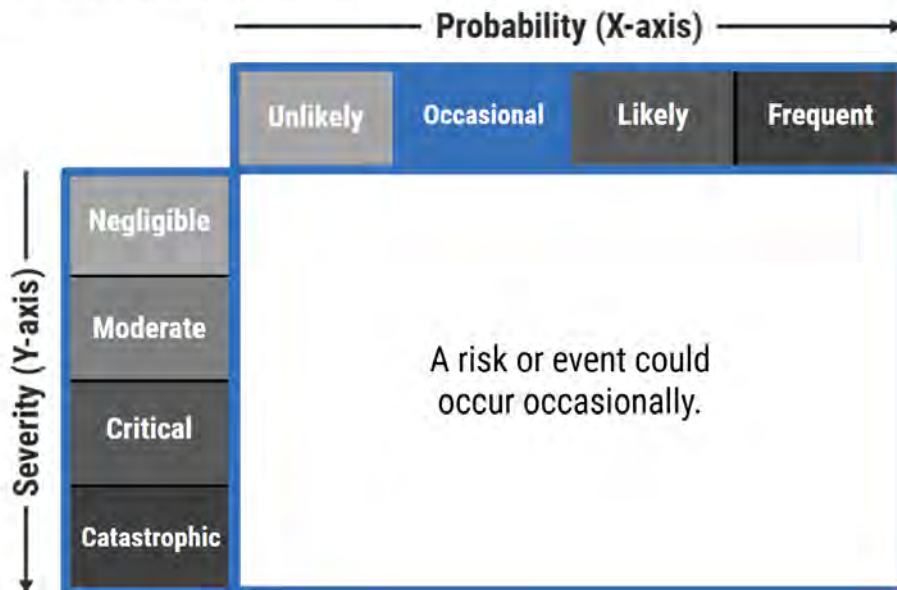 Probability (X-axis)
Unlikely
Occasional
Likely
Frequent
Severity (Y-axis)
Negligible
Moderate
Critical
Catastrophic
A risk or event could
occur occasionally.